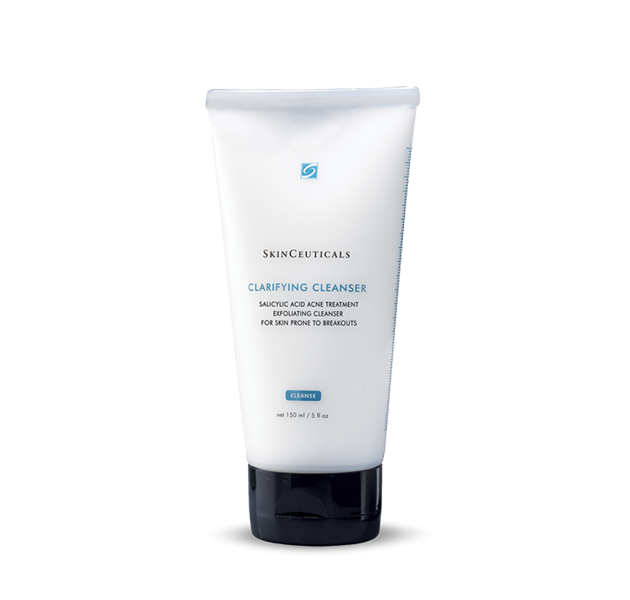 SKINCEUTICALS
CLARIFYING CLEANSER
SALICYLIC ACID ACNE TREATMENT
EXFOLIATING CLEANSER
FOR SKIN PRONE TO BREAKOUTS
CLEANSE
net 150 ml / 5 fl oz